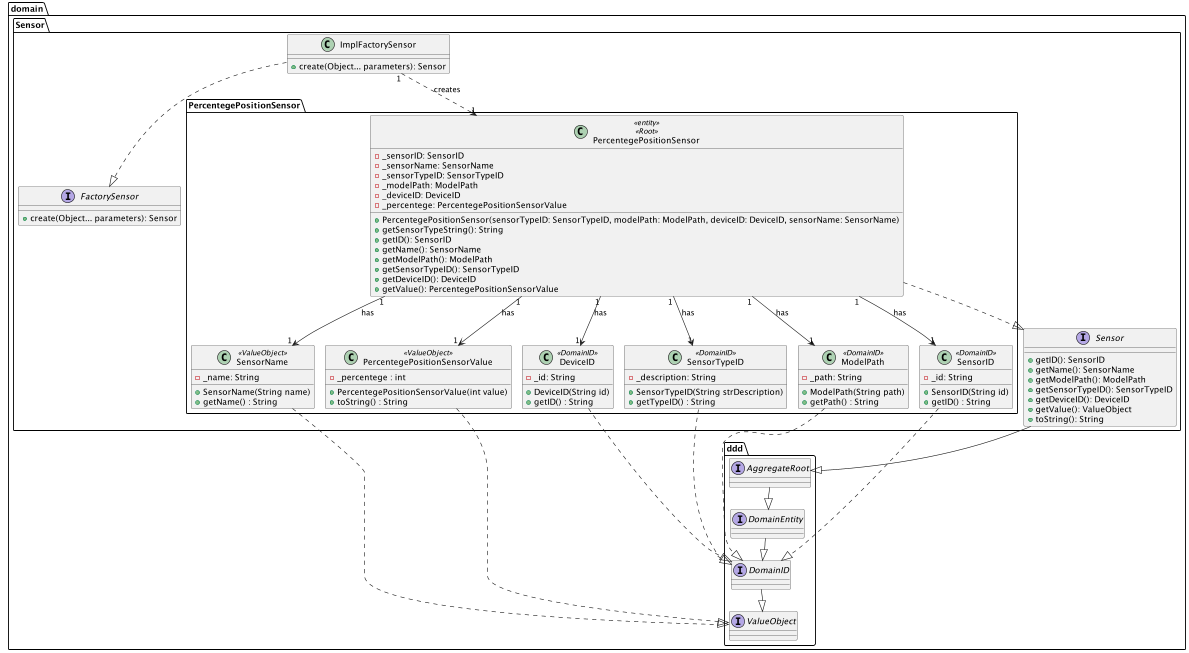 domain
Sensor
C ImplFactorySensor
create(Object... parameters): Sensor
1
creates
1
PercentegePositionSensor
«entity»
«Root»
C PercentegePositionSensor
_sensorID: SensorID
_sensorName: SensorName
_sensorTypeID: SensorTypeID
_modelPath: ModelPath
_deviceID: DeviceID
_percentege: PercentegePositionSensorValue
PercentegePositionSensor(sensorTypeID: SensorTypeID, modelPath: ModelPath, deviceID: DeviceID, sensorName: SensorName)
getSensorTypeString(): String
getID(): SensorID
getName(): SensorName
getModelPath(): ModelPath
getSensorTypeID(): SensorTypeID
getDeviceID(): DeviceID
getValue(): PercentegePositionSensorValue
I FactorySensor
create(Object... parameters): Sensor
1 1 1 1 1 1
has has has has has has
1 1 1 1 1 1
«ValueObject»
C SensorName
_name: String
SensorName(String name)
getName() : String
«ValueObject»
C PercentegePositionSensorValue
_percentege : int
PercentegePositionSensorValue(int value)
toString() : String
«DomainID»
C DeviceID
_id: String
DeviceID(String id)
getID() : String
«DomainID»
C SensorTypeID
_description: String
SensorTypeID(String strDescription)
getTypeID() : String
«DomainID»
C ModelPath
_path: String
ModelPath(String path)
getPath() : String
«DomainID»
C SensorID
_id: String
SensorID(String id)
getID() : String
I Sensor
getID(): SensorID
getName(): SensorName
getModelPath(): ModelPath
getSensorTypeID(): SensorTypeID
getDeviceID(): DeviceID
getValue(): ValueObject
toString(): String
ddd
I AggregateRoot
I DomainEntity
I DomainID
I ValueObject